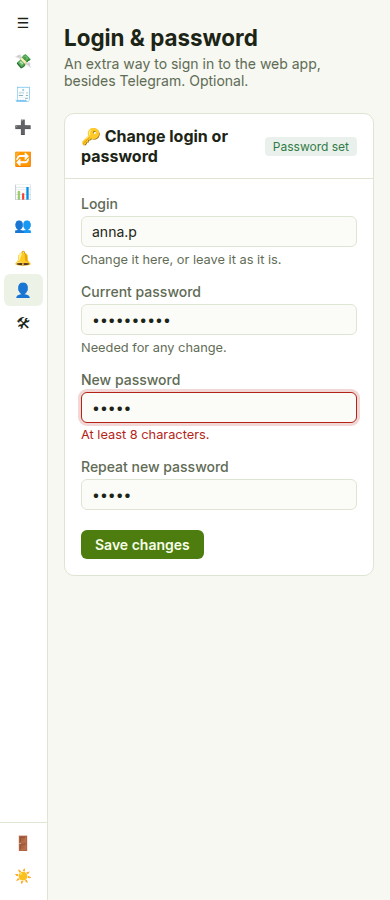 Login & password
An extra way to sign in to the web app,
besides Telegram. Optional.
🔑 Change login or
password
Password set
Login
anna.p
Change it here, or leave it as it is.
Current password
••••••••••
Needed for any change.
New password
•••••
At least 8 characters.
Repeat new password
•••••
Save changes